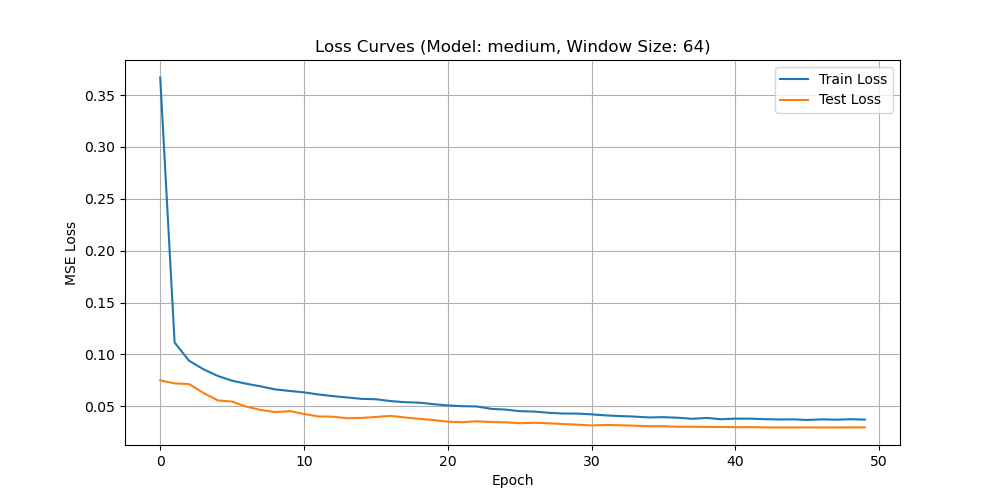 Loss Curves (Model: medium, Window Size: 64)
Train Loss
Test Loss
MSE Loss
0.35
0.30
0.25
0.20
0.15
0.10
0.05
0 10 20 30 40 50
Epoch